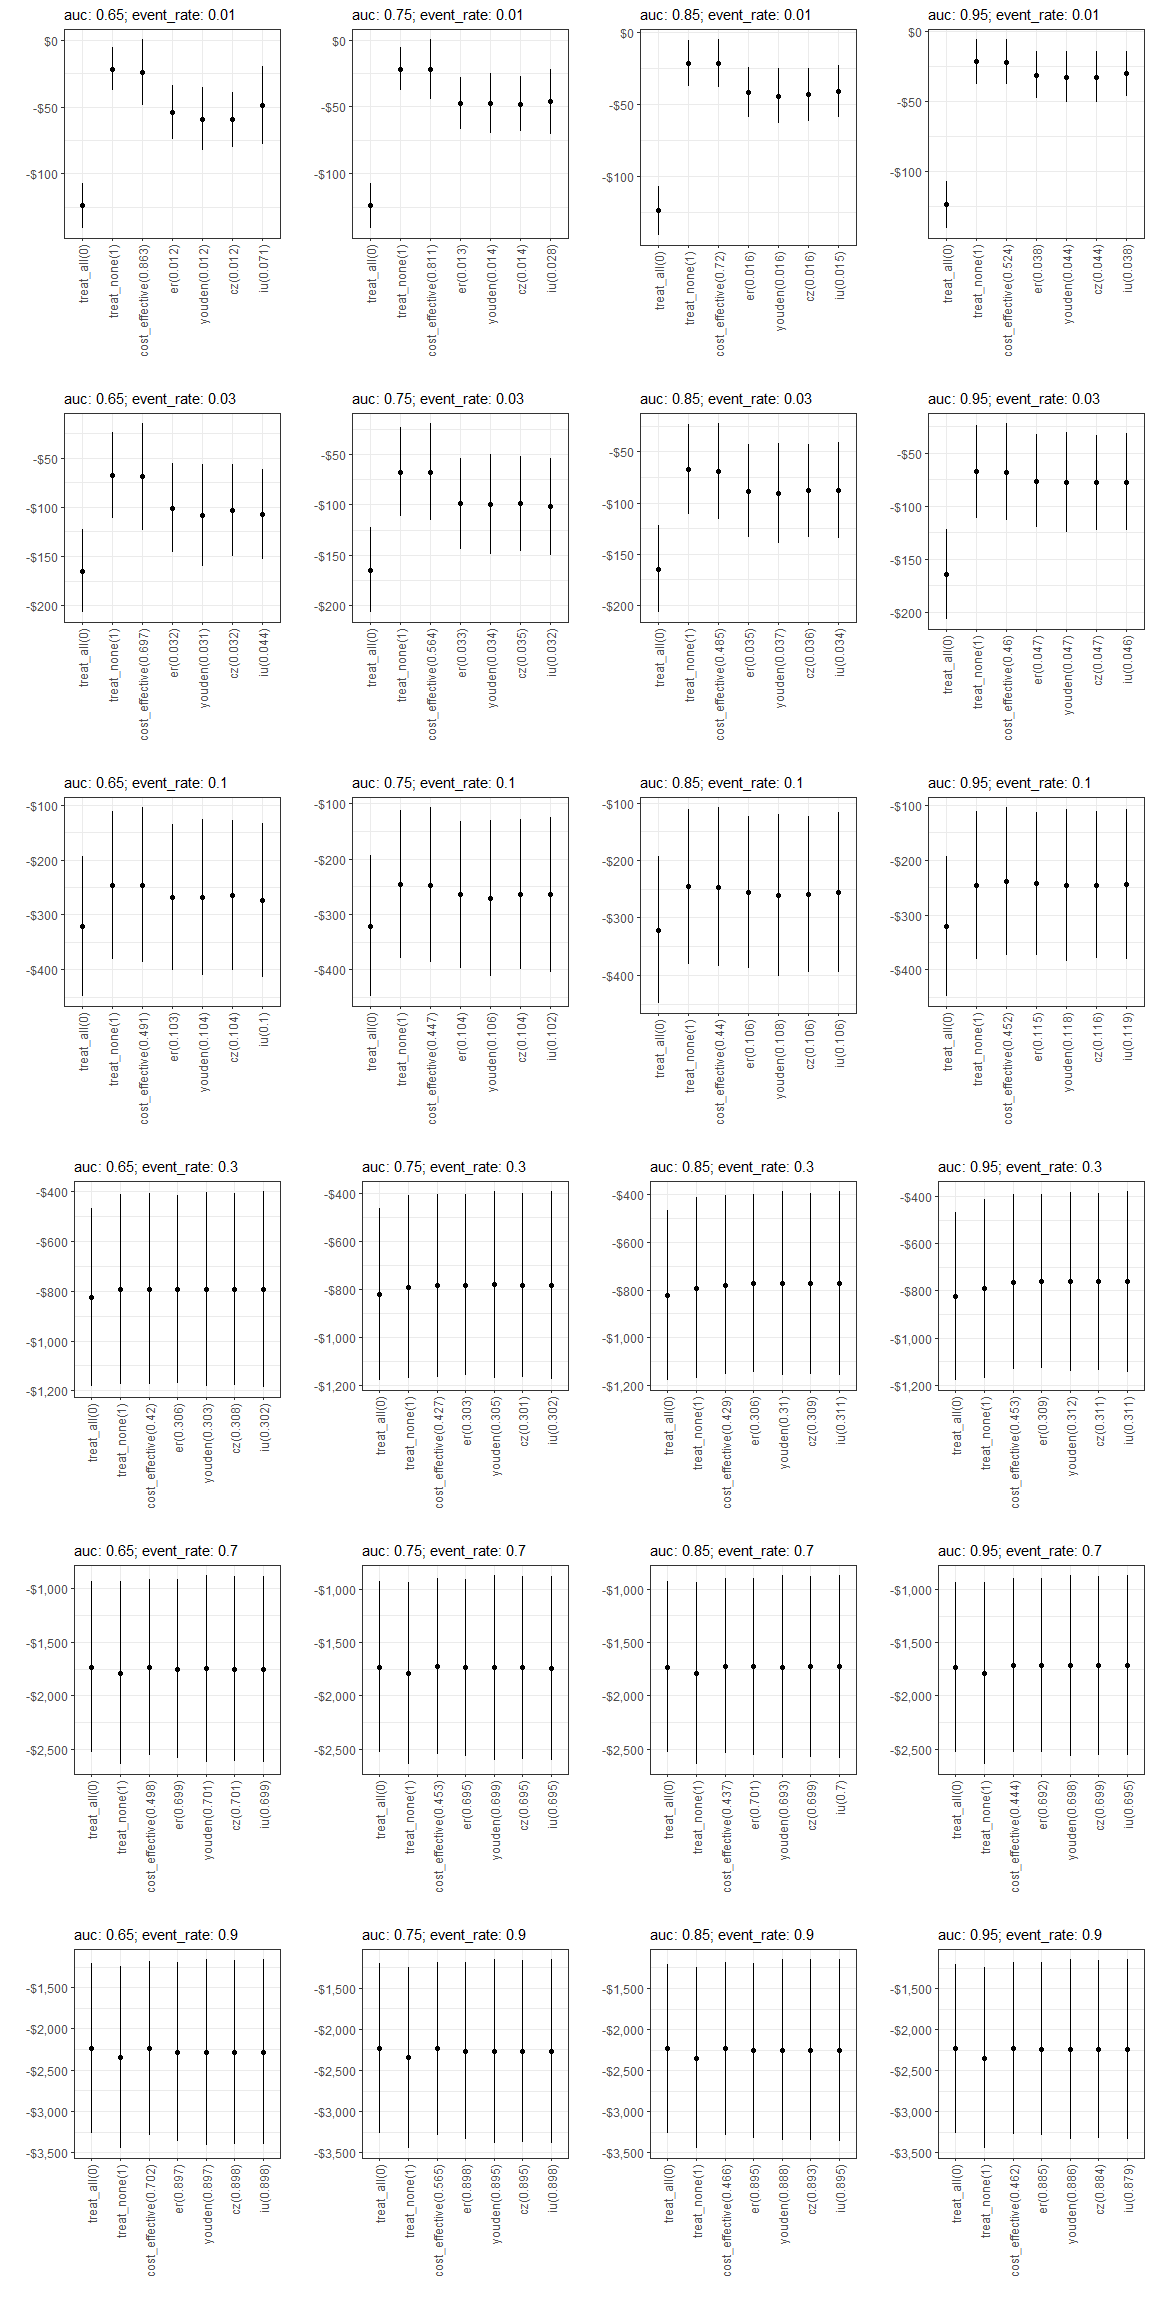 auc: 0.65; event_rate: 0.01
$0
-$50
-$100
treat_all(0)
treat_none(1)
cost_effective(0.863)
er(0.012)
youden(0.012)
cz(0.012)
iu(0.071)
auc: 0.75; event_rate: 0.01
$0
-$50
-$100
treat_all(0)
treat_none(1)
cost_effective(0.811)
er(0.013)
youden(0.014)
cz(0.014)
iu(0.028)
auc: 0.85; event_rate: 0.01
$0
-$50
-$100
treat_all(0)
treat_none(1)
cost_effective(0.72)
er(0.016)
youden(0.016)
cz(0.016)
iu(0.015)
auc: 0.95; event_rate: 0.01
$0
-$50
-$100
treat_all(0)
treat_none(1)
cost_effective(0.524)
er(0.038)
youden(0.044)
cz(0.044)
iu(0.038)
auc: 0.65; event_rate: 0.03
-$50
-$100
-$150
-$200
treat_all(0)
treat_none(1)
cost_effective(0.697)
er(0.032)
youden(0.031)
cz(0.032)
iu(0.044)
auc: 0.75; event_rate: 0.03
-$50
-$100
-$150
-$200
treat_all(0)
treat_none(1)
cost_effective(0.564)
er(0.033)
youden(0.034)
cz(0.035)
iu(0.032)
auc: 0.85; event_rate: 0.03
-$50
-$100
-$150
-$200
treat_all(0)
treat_none(1)
cost_effective(0.485)
er(0.035)
youden(0.037)
cz(0.036)
iu(0.034)
auc: 0.95; event_rate: 0.03
-$50
-$100
-$150
-$200
treat_all(0)
treat_none(1)
cost_effective(0.46)
er(0.047)
youden(0.047)
cz(0.047)
iu(0.046)
auc: 0.65; event_rate: 0.1
-$100
-$200
-$300
-$400
treat_all(0)
treat_none(1)
cost_effective(0.491)
er(0.103)
youden(0.104)
cz(0.104)
iu(0.1)
auc: 0.75; event_rate: 0.1
-$100
-$200
-$300
-$400
treat_all(0)
treat_none(1)
cost_effective(0.447)
er(0.104)
youden(0.106)
cz(0.104)
iu(0.102)
auc: 0.85; event_rate: 0.1
-$100
-$200
-$300
-$400
treat_all(0)
treat_none(1)
cost_effective(0.44)
er(0.106)
youden(0.108)
cz(0.106)
iu(0.106)
auc: 0.95; event_rate: 0.1
-$100
-$200
-$300
-$400
treat_all(0)
treat_none(1)
cost_effective(0.452)
er(0.115)
youden(0.118)
cz(0.116)
iu(0.119)
auc: 0.65; event_rate: 0.3
-$400
-$600
-$800
-$1,000
-$1,200
treat_all(0)
treat_none(1)
cost_effective(0.42)
er(0.306)
youden(0.303)
cz(0.308)
iu(0.302)
auc: 0.75; event_rate: 0.3
-$400
-$600
-$800
-$1,000
-$1,200
treat_all(0)
treat_none(1)
cost_effective(0.427)
er(0.303)
youden(0.305)
cz(0.301)
iu(0.302)
auc: 0.85; event_rate: 0.3
-$400
-$600
-$800
-$1,000
-$1,200
treat_all(0)
treat_none(1)
cost_effective(0.429)
er(0.306)
youden(0.31)
cz(0.309)
iu(0.311)
auc: 0.95; event_rate: 0.3
-$400
-$600
-$800
-$1,000
-$1,200
treat_all(0)
treat_none(1)
cost_effective(0.453)
er(0.309)
youden(0.312)
cz(0.311)
iu(0.311)
auc: 0.65; event_rate: 0.7
-$1,000
-$1,500
-$2,000
-$2,500
treat_all(0)
treat_none(1)
cost_effective(0.498)
er(0.699)
youden(0.701)
cz(0.701)
iu(0.699)
auc: 0.75; event_rate: 0.7
-$1,000
-$1,500
-$2,000
-$2,500
treat_all(0)
treat_none(1)
cost_effective(0.453)
er(0.695)
youden(0.699)
cz(0.695)
iu(0.695)
auc: 0.85; event_rate: 0.7
-$1,000
-$1,500
-$2,000
-$2,500
treat_all(0)
treat_none(1)
cost_effective(0.437)
er(0.701)
youden(0.693)
cz(0.699)
iu(0.7)
auc: 0.95; event_rate: 0.7
-$1,000
-$1,500
-$2,000
-$2,500
treat_all(0)
treat_none(1)
cost_effective(0.444)
er(0.692)
youden(0.698)
cz(0.699)
iu(0.695)
auc: 0.65; event_rate: 0.9
-$1,500
-$2,000
-$2,500
-$3,000
-$3,500
treat_all(0)
treat_none(1)
cost_effective(0.702)
er(0.897)
youden(0.897)
cz(0.898)
iu(0.898)
auc: 0.75; event_rate: 0.9
-$1,500
-$2,000
-$2,500
-$3,000
-$3,500
treat_all(0)
treat_none(1)
cost_effective(0.565)
er(0.898)
youden(0.895)
cz(0.895)
iu(0.898)
auc: 0.85; event_rate: 0.9
-$1,500
-$2,000
-$2,500
-$3,000
-$3,500
treat_all(0)
treat_none(1)
cost_effective(0.466)
er(0.895)
youden(0.888)
cz(0.893)
iu(0.895)
auc: 0.95; event_rate: 0.9
-$1,500
-$2,000
-$2,500
-$3,000
-$3,500
treat_all(0)
treat_none(1)
cost_effective(0.462)
er(0.885)
youden(0.886)
cz(0.884)
iu(0.879)